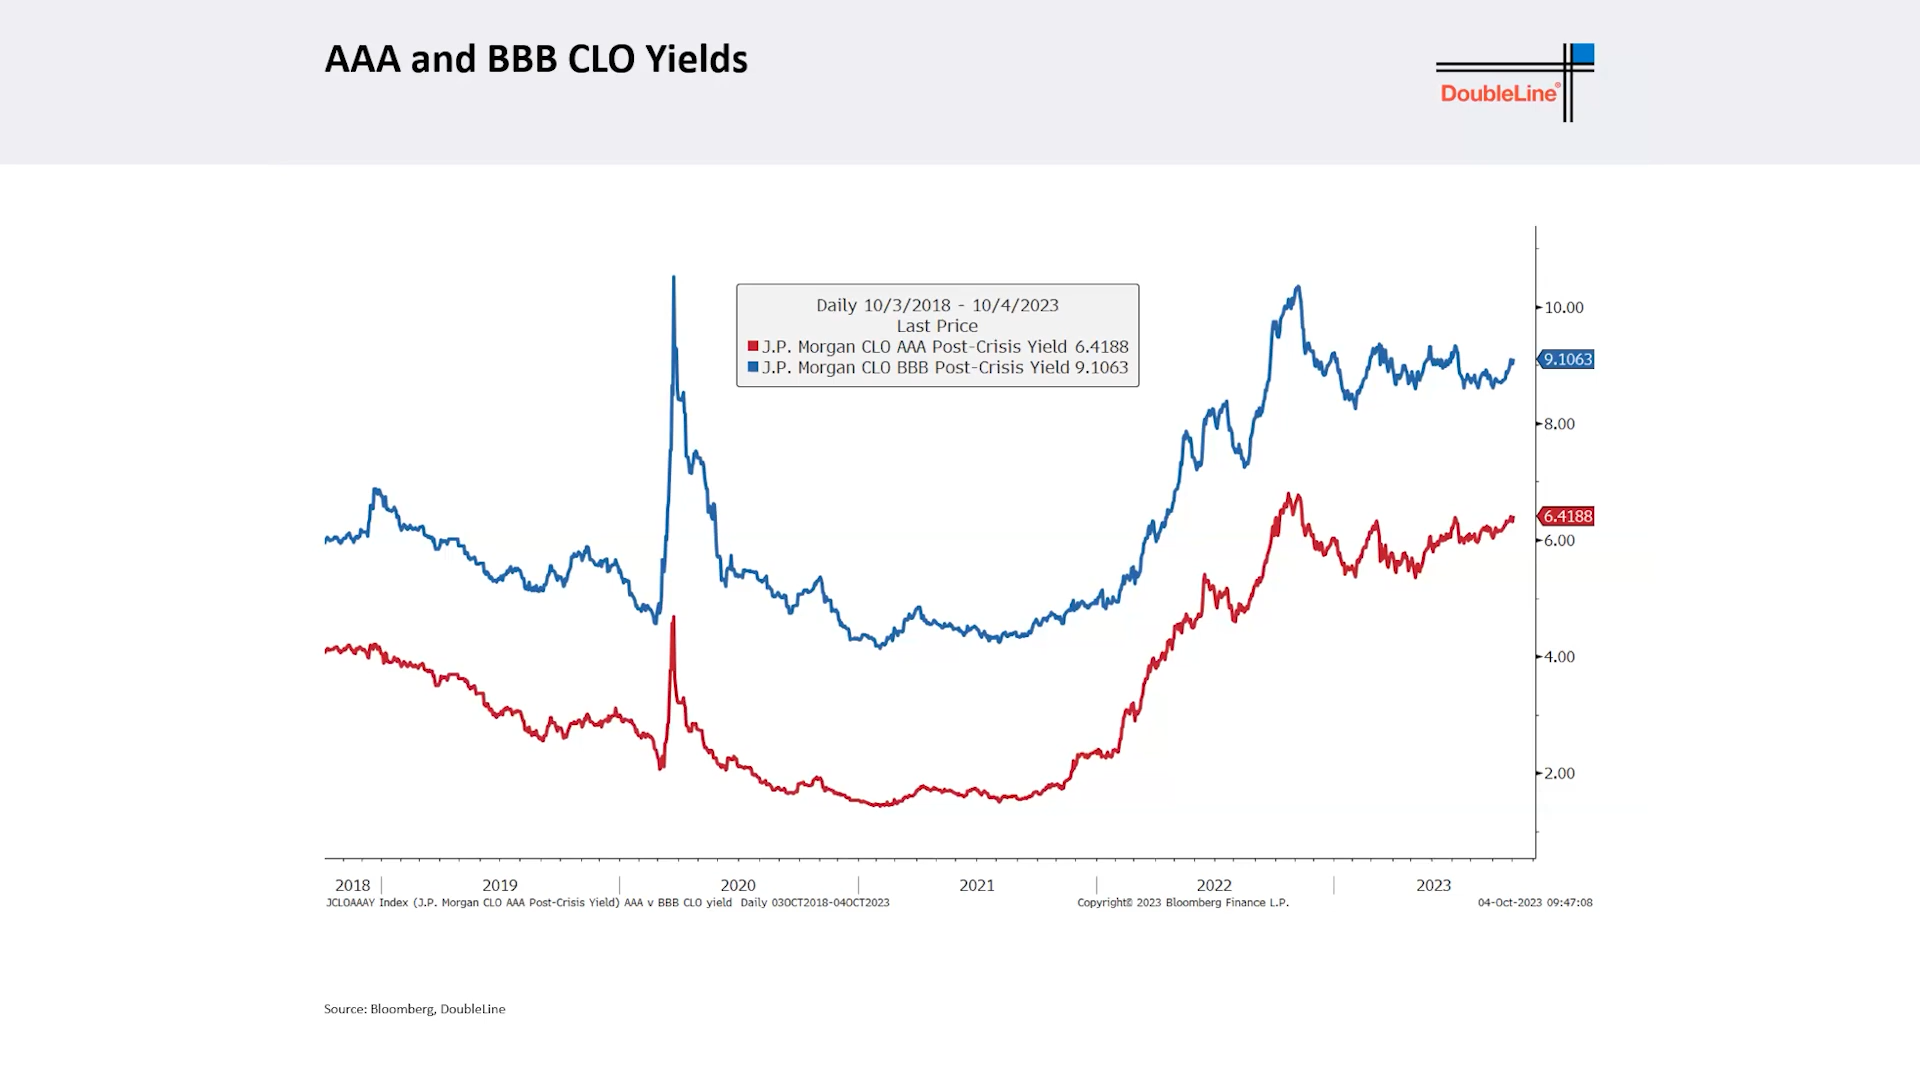 AAA and BBB CLO Yields
DoubleLine®
Daily 10/3/2018 - 10/4/2023
Last Price
J.P. Morgan CLO AAA Post-Crisis Yield 6.4188
J.P. Morgan CLO BBB Post-Crisis Yield 9.1063
10.00
9.1063
8.00
6.4188
6.00
4.00
2.00
2018 2019 2020 2021 2022 2023
JCLOAAAY Index (J.P. Morgan CLO AAA Post-Crisis Yield) AAA v BBB CLO yield Daily 03OCT2018-04OCT2023 Copyright© 2023 Bloomberg Finance L.P. 04-Oct-2023 09:47:08
Source: Bloomberg, DoubleLine